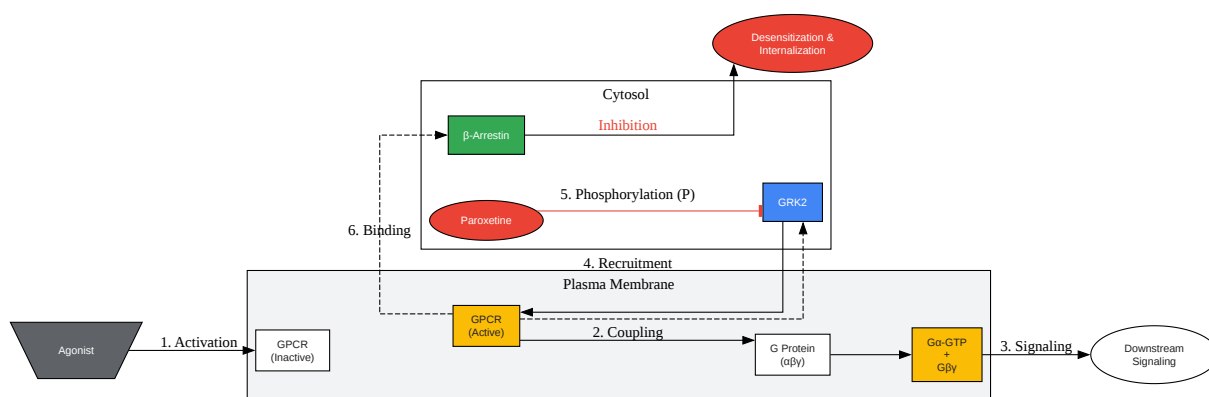 Desensitization &
Internalization
Cytosol
β-Arrestin
Inhibition
5. Phosphorylation (P)
GRK2
Paroxetine
6. Binding
4. Recruitment
Plasma Membrane
GPCR
(Active)
2. Coupling
Agonist
1. Activation
GPCR
(Inactive)
G Protein
(αβγ)
Gα-GTP
+
Gβγ
3. Signaling
Downstream
Signaling